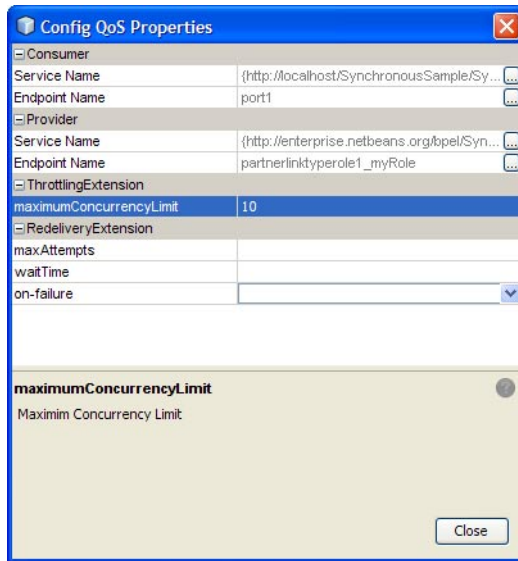 Config QoS Properties
Consumer
Service Name {http://localhost/SynchronousSample/Sy... ...
Endpoint Name port1 ...
Provider
Service Name {http://enterprise.netbeans.org/bpel/Syn... ...
Endpoint Name partnerlinktyperole1_myRole ...
ThrottlingExtension
maximumConcurrencyLimit 10
RedeliveryExtension
maxAttempts
waitTime
on-failure
maximumConcurrencyLimit
Maximim Concurrency Limit
Close